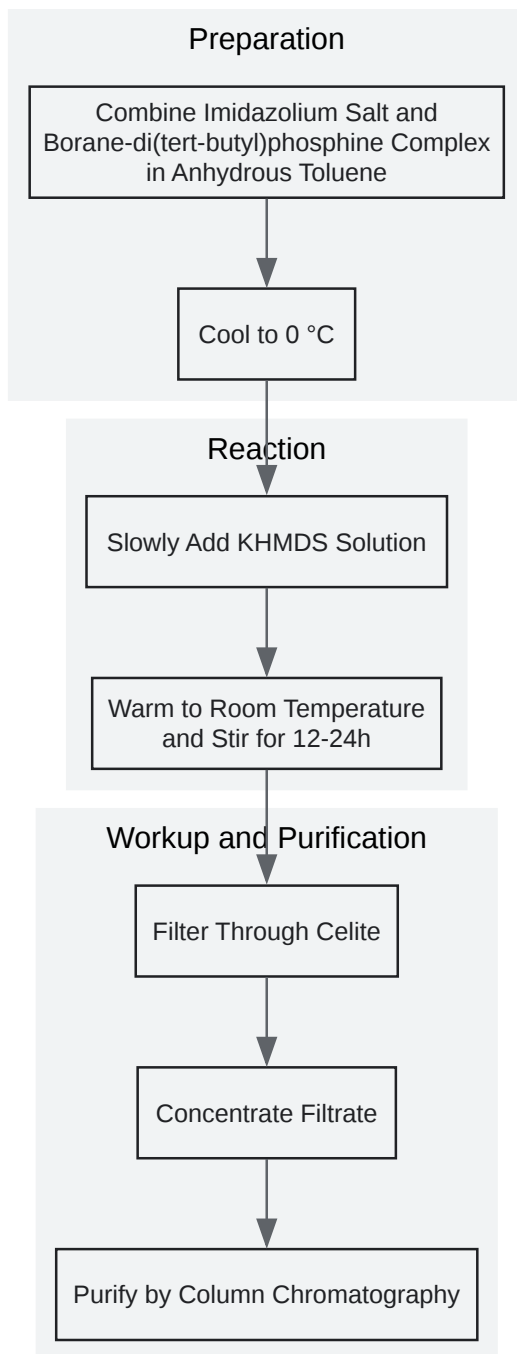 Preparation
Combine Imidazolium Salt and
Borane-di(tert-butyl)phosphine Complex
in Anhydrous Toluene
Cool to 0 °C
Reaction
Slowly Add KHMDS Solution
Warm to Room Temperature
and Stir for 12-24h
Workup and Purification
Filter Through Celite
Concentrate Filtrate
Purify by Column Chromatography